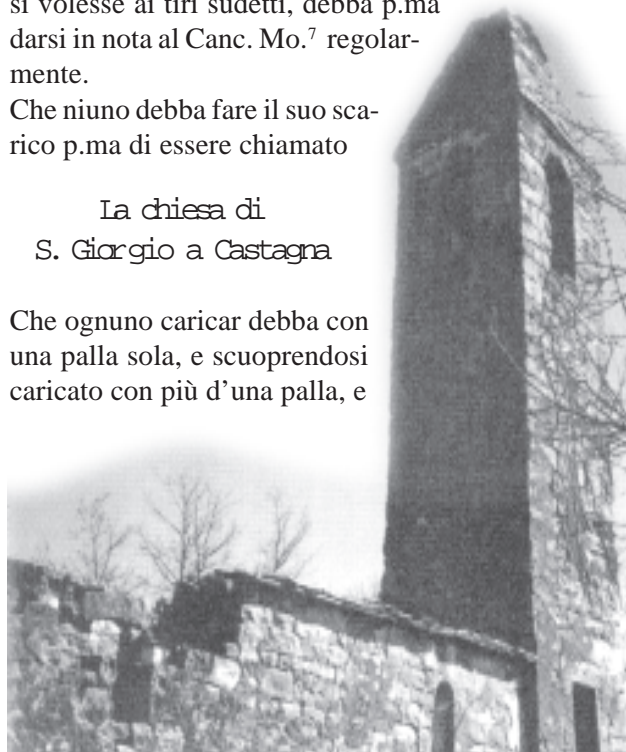 si volesse ai tiri sudetti, debba p.ma
darsi in nota al Canc. Mo.⁷ regolar-
mente.
Che niuno debba fare il suo sca-
rico p.ma di essere chiamato
La chiesa di
S. Giorgio a Castagna
Che ognuno caricar debba con
una palla sola, e scuoprendosi
caricato con più d'una palla, e